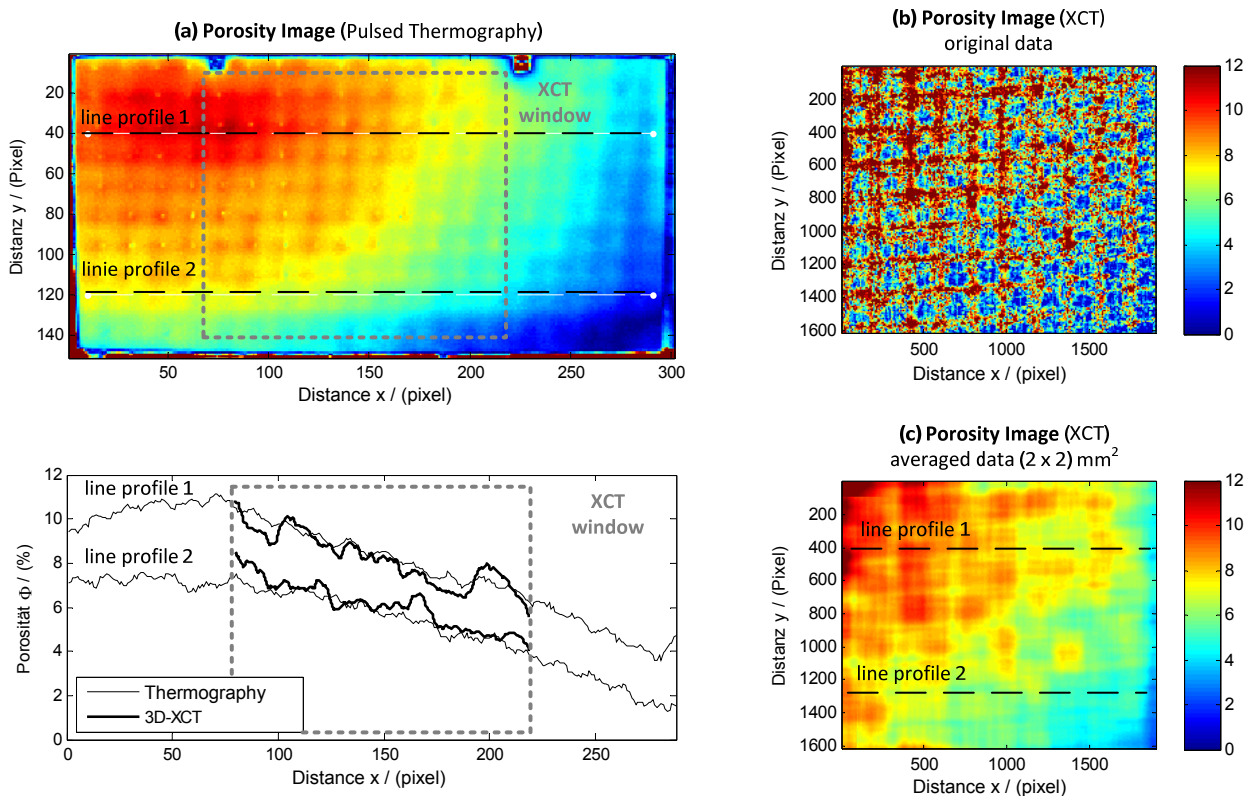 (a) Porosity Image (Pulsed Thermography)
XCT
window
line profile 1
linie profile 2
20
40
60
80
100
120
140
Distanz y / (Pixel)
50
100
150
200
250
300
Distance x / (pixel)
(b) Porosity Image (XCT)
original data
200
400
600
800
1000
1200
1400
1600
Distanz y / (Pixel)
500
1000
1500
Distance x / (pixel)
12
10
8
6
4
2
0
line profile 1
line profile 2
XCT
window
Thermography
3D-XCT
12
10
8
6
4
2
0
Porosität Φ / (%)
0
50
100
150
200
250
Distance x / (pixel)
(c) Porosity Image (XCT)
averaged data (2 x 2) mm²
line profile 1
line profile 2
200
400
600
800
1000
1200
1400
1600
Distanz y / (Pixel)
500
1000
1500
Distance x / (pixel)
12
10
8
6
4
2
0